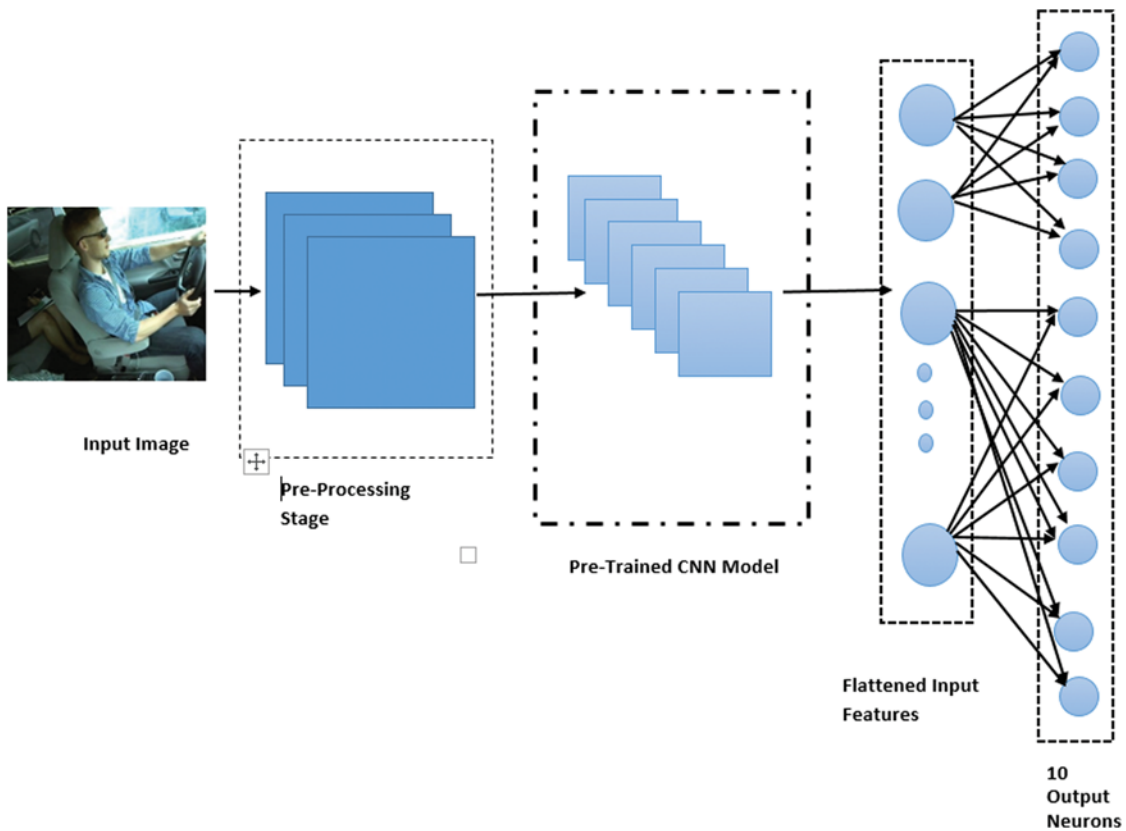 Input Image
Pre-Processing
Stage
Pre-Trained CNN Model
Flattened Input
Features
10
Output
Neurons